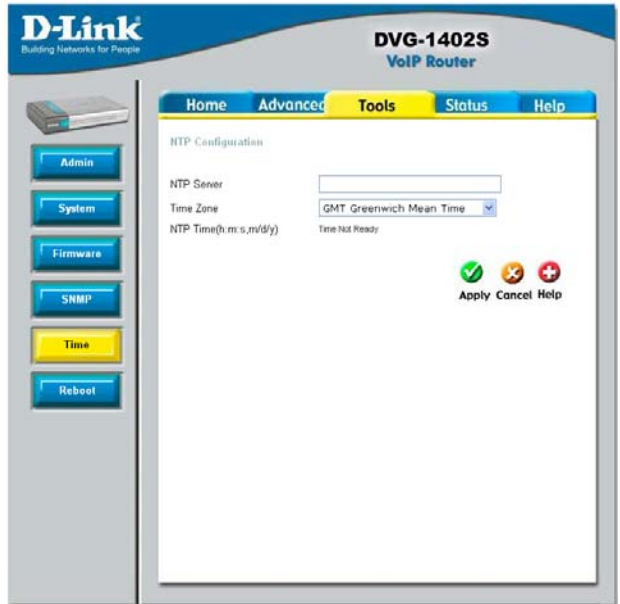 D-Link
Building Networks for People
DVG-1402S
VoIP Router
Home Advanced Tools Status Help
Admin
System
Firmware
SNMP
Time
Reboot
NTP Configuration
NTP Server
Time Zone GMT Greenwich Mean Time
NTP Time(h:m:s,m/d/y) Time Not Ready
Apply Cancel Help